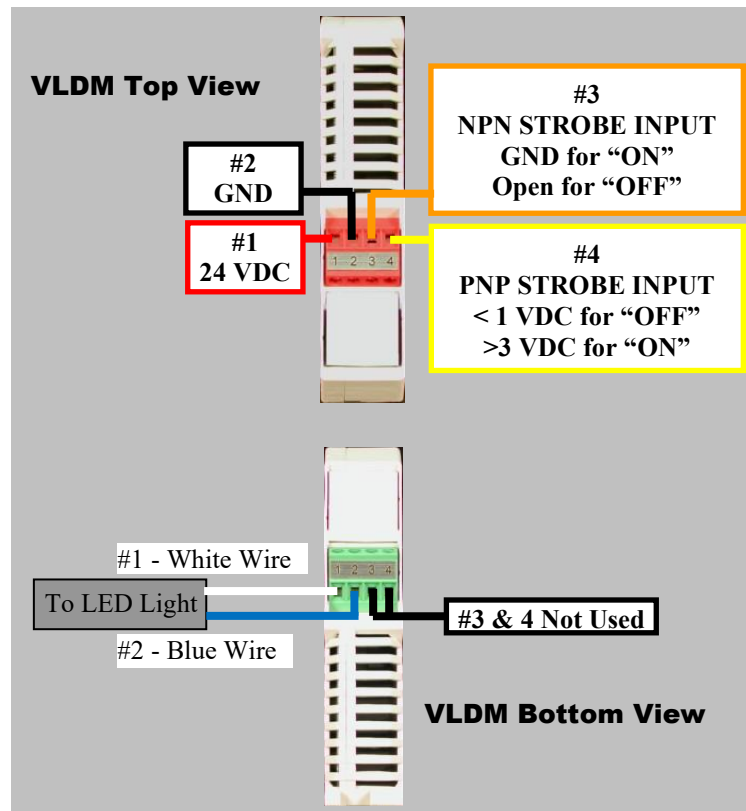 VLDM Top View
#3
NPN STROBE INPUT
GND for “ON”
Open for “OFF”
#2
GND
#1
24 VDC
1 2 3 4
#4
PNP STROBE INPUT
< 1 VDC for “OFF”
>3 VDC for “ON”
#1 - White Wire
1 2 3 4
To LED Light
#3 & 4 Not Used
#2 - Blue Wire
VLDM Bottom View